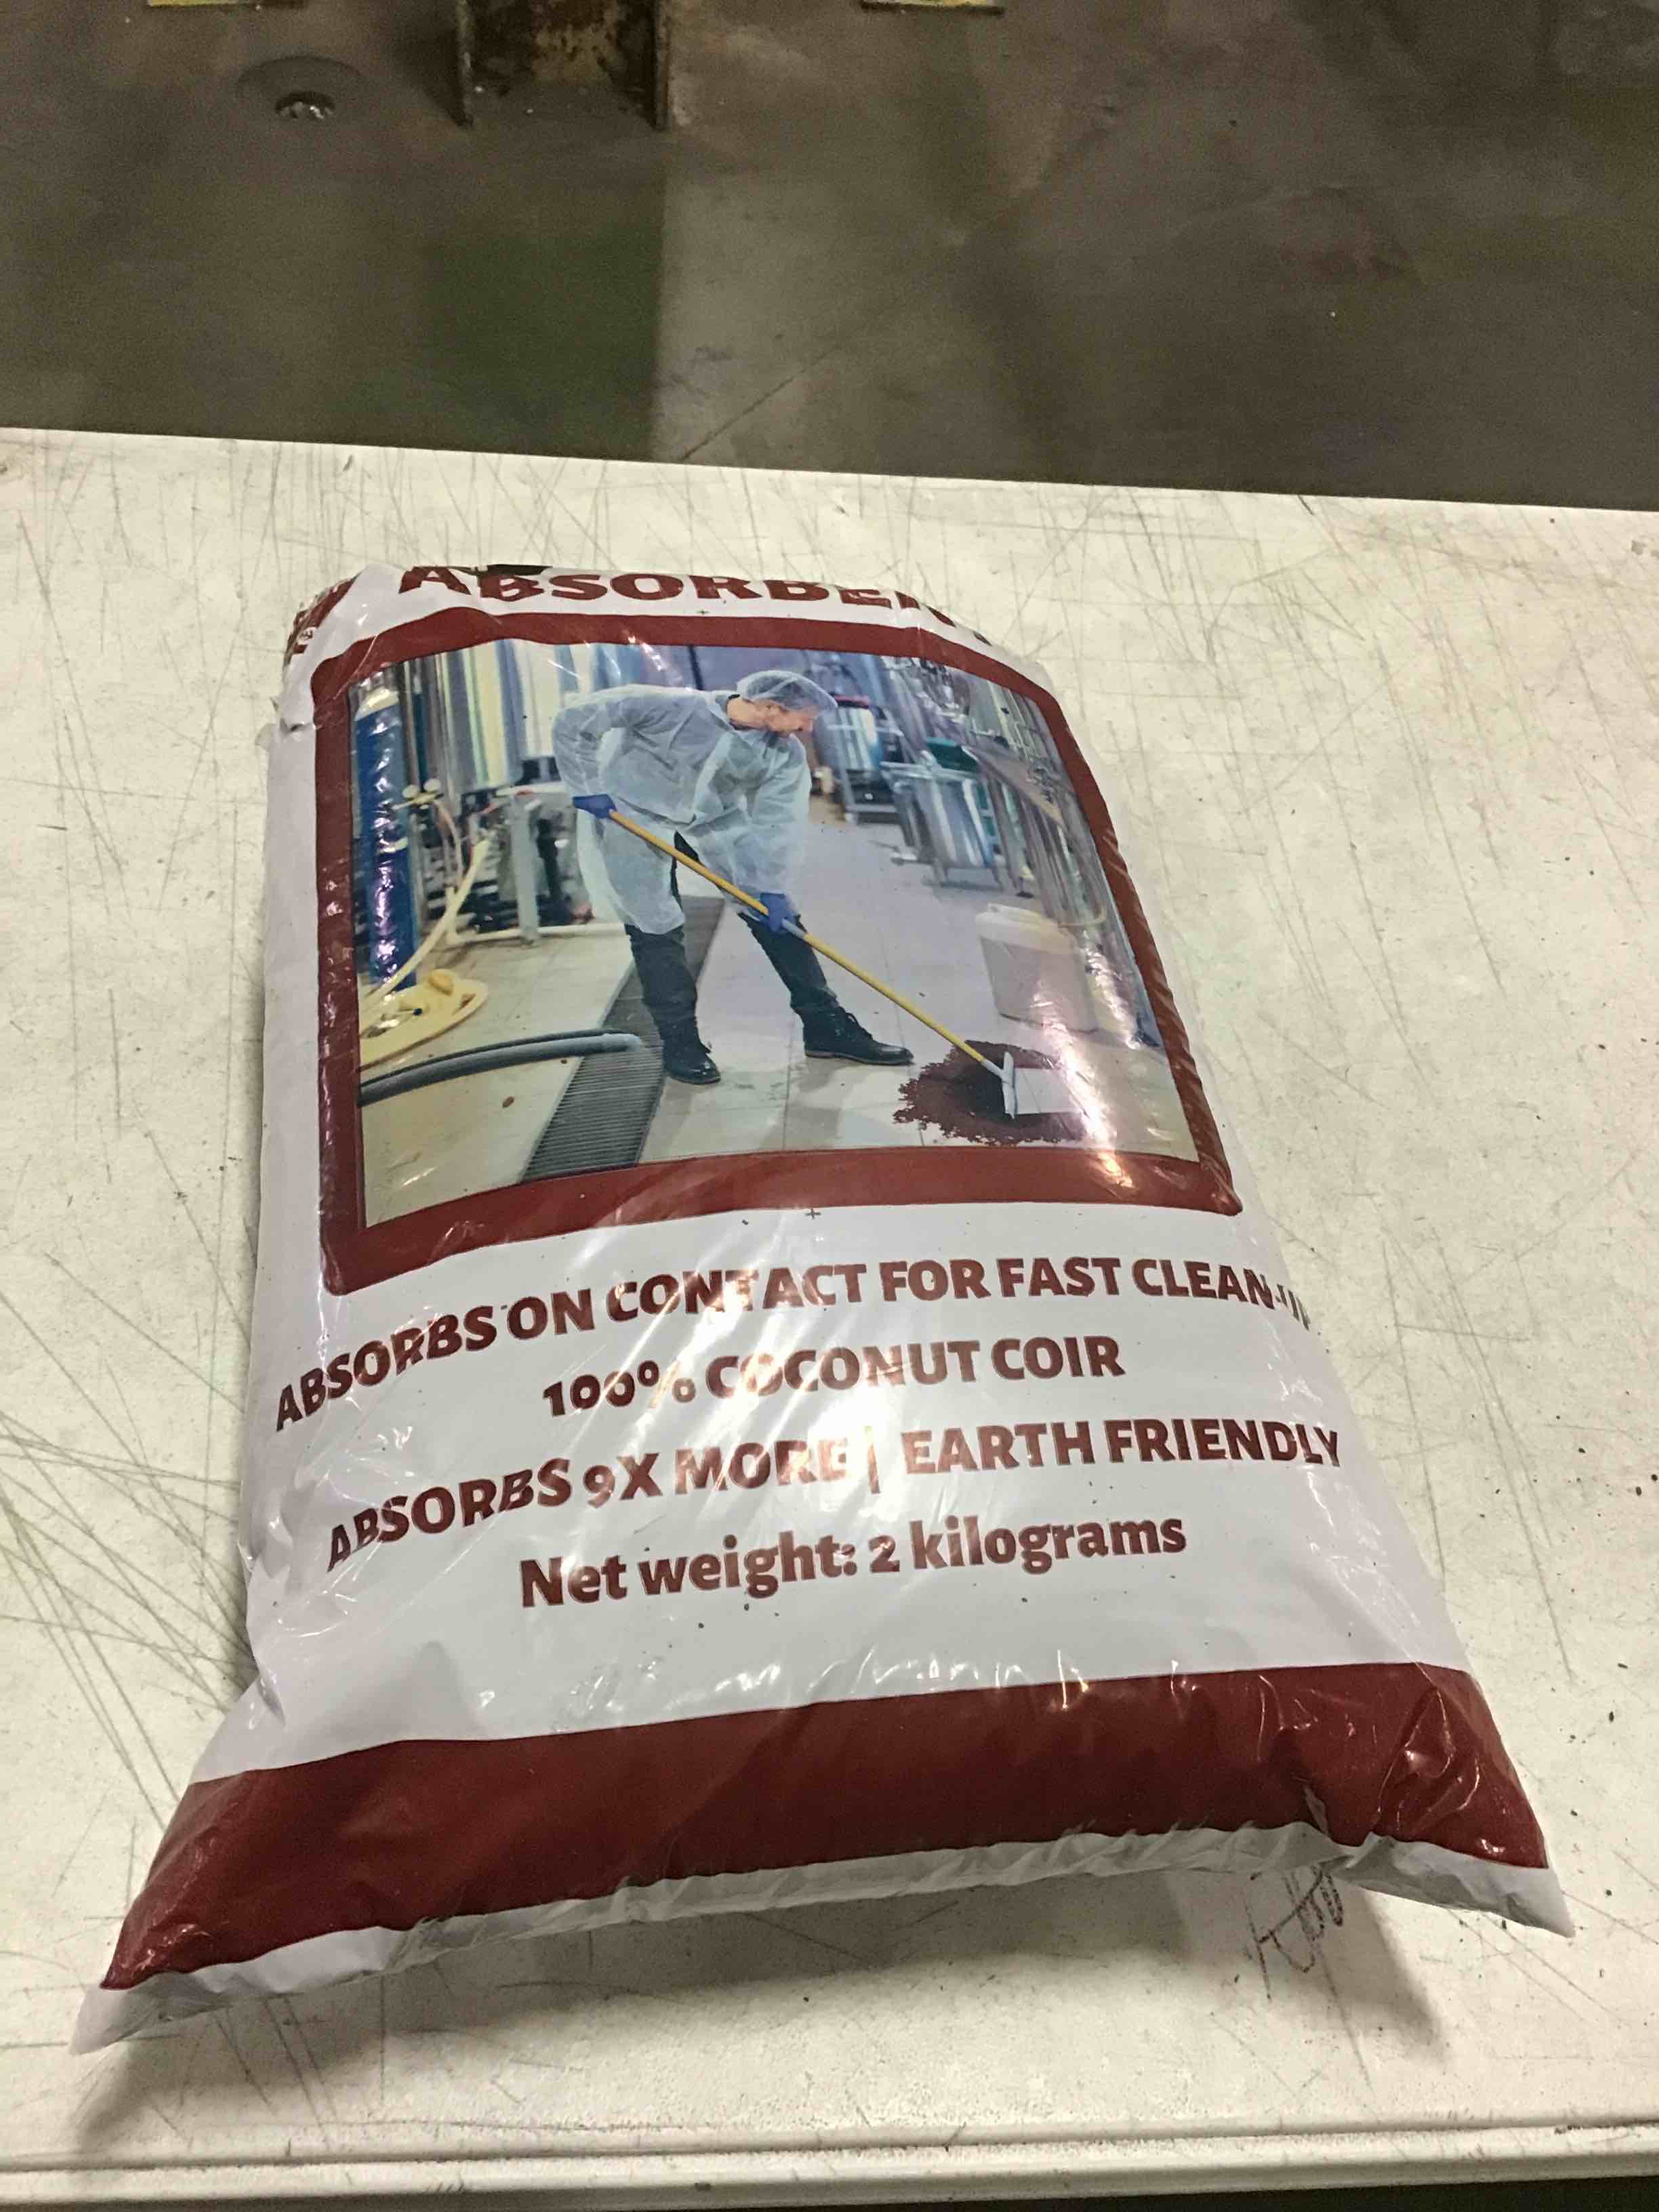 ABSORBENT
ABSORBS ON CONTACT FOR FAST CLEAN-UP
100% COCONUT COIR
ABSORBS 9X MORE | EARTH FRIENDLY
Net weight: 2 kilograms